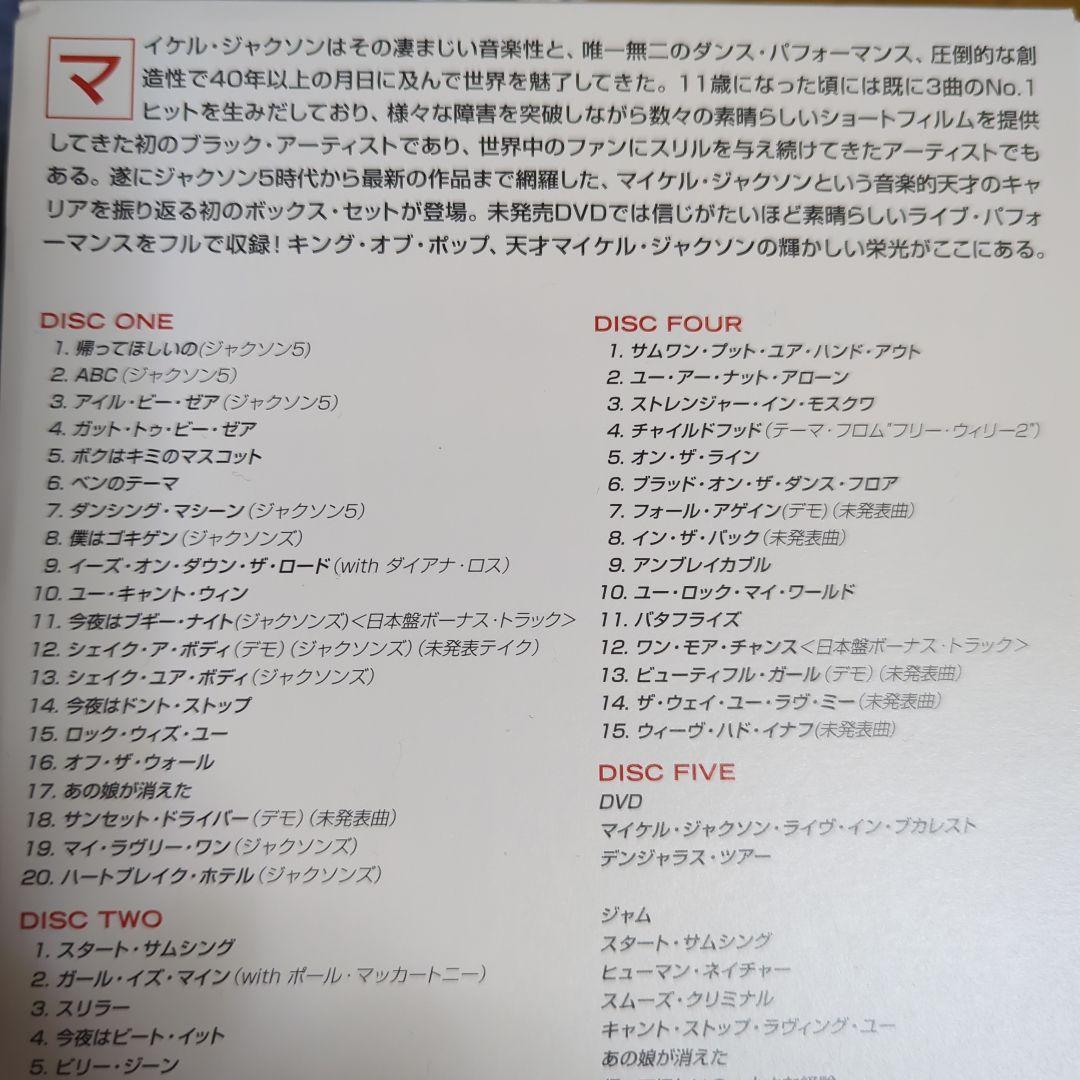 マイケル・ジャクソンはその凄まじい音楽性と、唯一無二のダンス・パフォーマンス、圧倒的な創
造性で40年以上の月日に及んで世界を魅了してきた。11歳になった頃には既に3曲のNo.1
ヒットを生みだしており、様々な障害を突破しながら数々の素晴らしいショートフィルムを提供
してきた初のブラック・アーティストであり、世界中のファンにスリルを与え続けてきたアーティストでも
ある。遂にジャクソン5時代から最新の作品まで網羅した、マイケル・ジャクソンという音楽的天才のキャ
リアを振り返る初のボックス・セットが登場。未発売DVDでは信じがたいほど素晴らしいライブ・パフォ
ーマンスをフルで収録!キング・オブ・ポップ、天才マイケル・ジャクソンの輝かしい栄光がここにある。
DISC ONE
1. 帰ってほしいの(ジャクソン5)
2. ABC(ジャクソン5)
3. アイル・ビー・ゼア(ジャクソン5)
4. ガット・トゥ・ビー・ゼア
5. ボクはキミのマスコット
6. ベンのテーマ
7. ダンシング・マシーン(ジャクソン5)
8. 僕はゴキゲン(ジャクソンズ)
9. イーズ・オン・ダウン・ザ・ロード(with ダイアナ・ロス)
10. ユー・キャント・ウィン
11. 今夜はブギー・ナイト(ジャクソンズ)<日本盤ボーナス・トラック>
12. シェイク・ア・ボディ(デモ)(ジャクソンズ)(未発表テイク)
13. シェイク・ユア・ボディ(ジャクソンズ)
14. 今夜はドント・ストップ
15. ロック・ウィズ・ユー
16. オフ・ザ・ウォール
17. あの娘が消えた
18. サンセット・ドライバー(デモ)(未発表曲)
19. マイ・ラヴリー・ワン(ジャクソンズ)
20. ハートブレイク・ホテル(ジャクソンズ)
DISC TWO
1. スタート・サムシング
2. ガール・イズ・マイン(with ポール・マッカートニー)
3. スリラー
4. 今夜はビート・イット
5. ビリー・ジーン
DISC FOUR
1. サムワン・プット・ユア・ハンド・アウト
2. ユー・アー・ナット・アローン
3. ストレンジャー・イン・モスクワ
4. チャイルドフッド(テーマ・フロム"フリー・ウィリー2")
5. オン・ザ・ライン
6. ブラッド・オン・ザ・ダンス・フロア
7. フォール・アゲイン(デモ)(未発表曲)
8. イン・ザ・バック(未発表曲)
9. アンブレイカブル
10. ユー・ロック・マイ・ワールド
11. バタフライズ
12. ワン・モア・チャンス<日本盤ボーナス・トラック>
13. ビューティフル・ガール(デモ)(未発表曲)
14. ザ・ウェイ・ユー・ラヴ・ミー(未発表曲)
15. ウィーヴ・ハド・イナフ(未発表曲)
DISC FIVE
DVD
マイケル・ジャクソン・ライヴ・イン・ブカレスト
デンジャラス・ツアー
ジャム
スタート・サムシング
ヒューマン・ネイチャー
スムーズ・クリミナル
キャント・ストップ・ラヴィング・ユー
あの娘が消えた